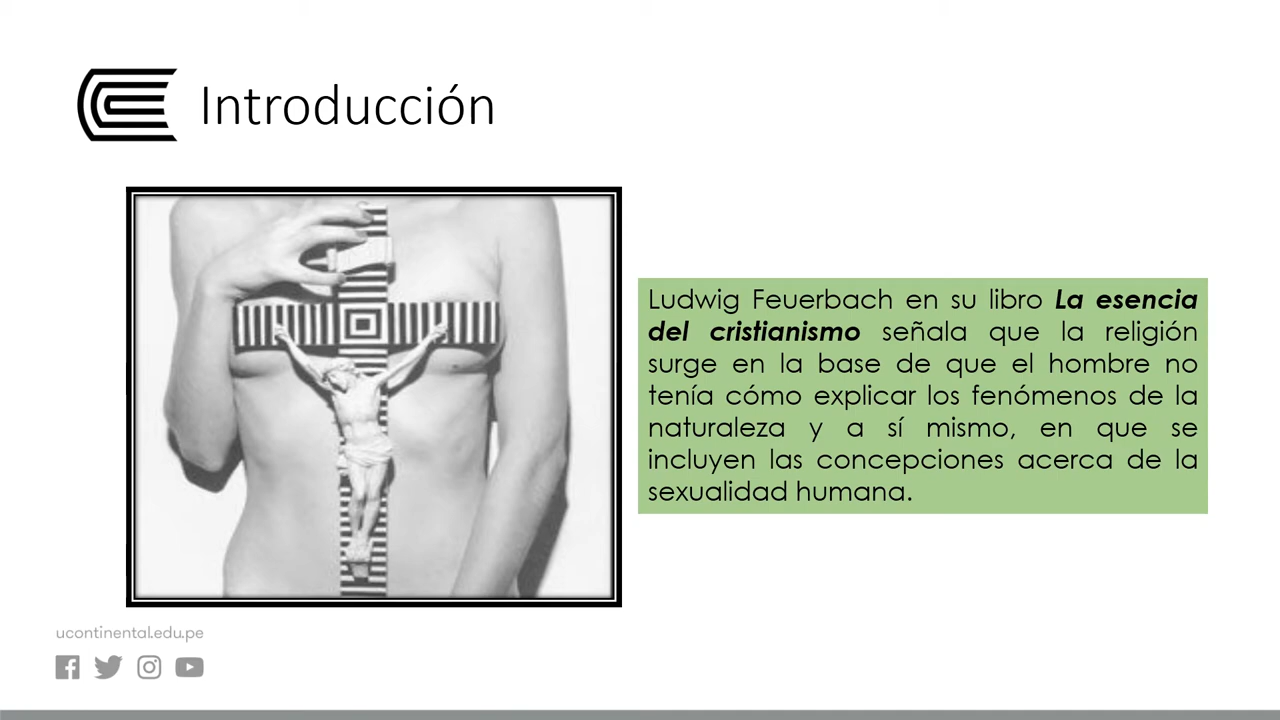 Introducción
Ludwig Feuerbach en su libro La esencia
del cristianismo señala que la religión
surge en la base de que el hombre no
tenía cómo explicar los fenómenos de la
naturaleza y a sí mismo, en que se
incluyen las concepciones acerca de la
sexualidad humana.
ucontinental.edu.pe